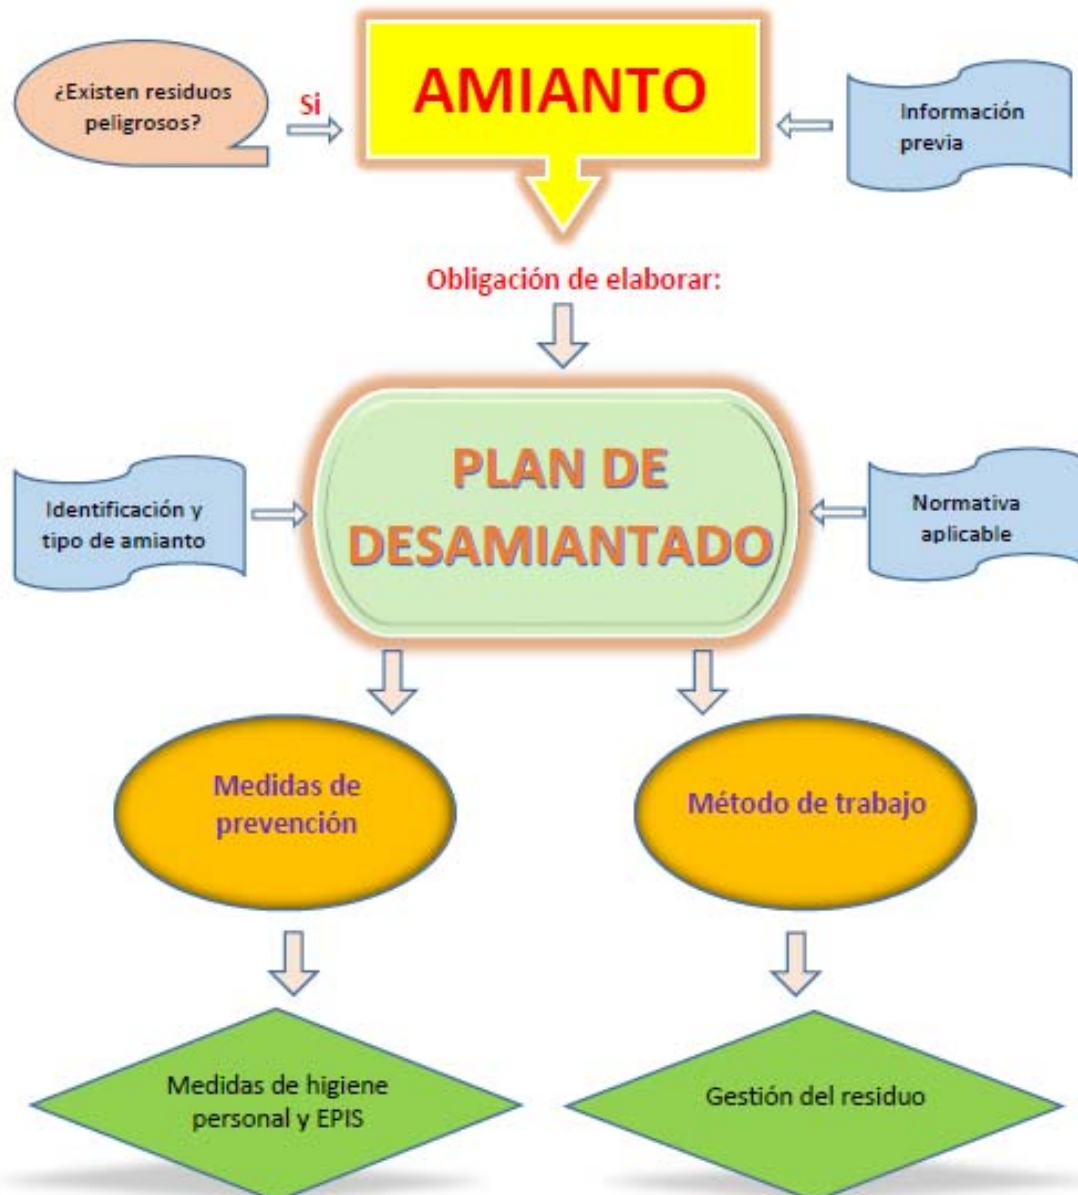 ¿Existen residuos
peligrosos?
Si
AMIANTO
Información
previa
Obligación de elaborar:
Identificación y
tipo de amianto
PLAN DE
DESAMIANTADO
Normativa
aplicable
Medidas de
prevención
Método de trabajo
Medidas de higiene
personal y EPIS
Gestión del residuo